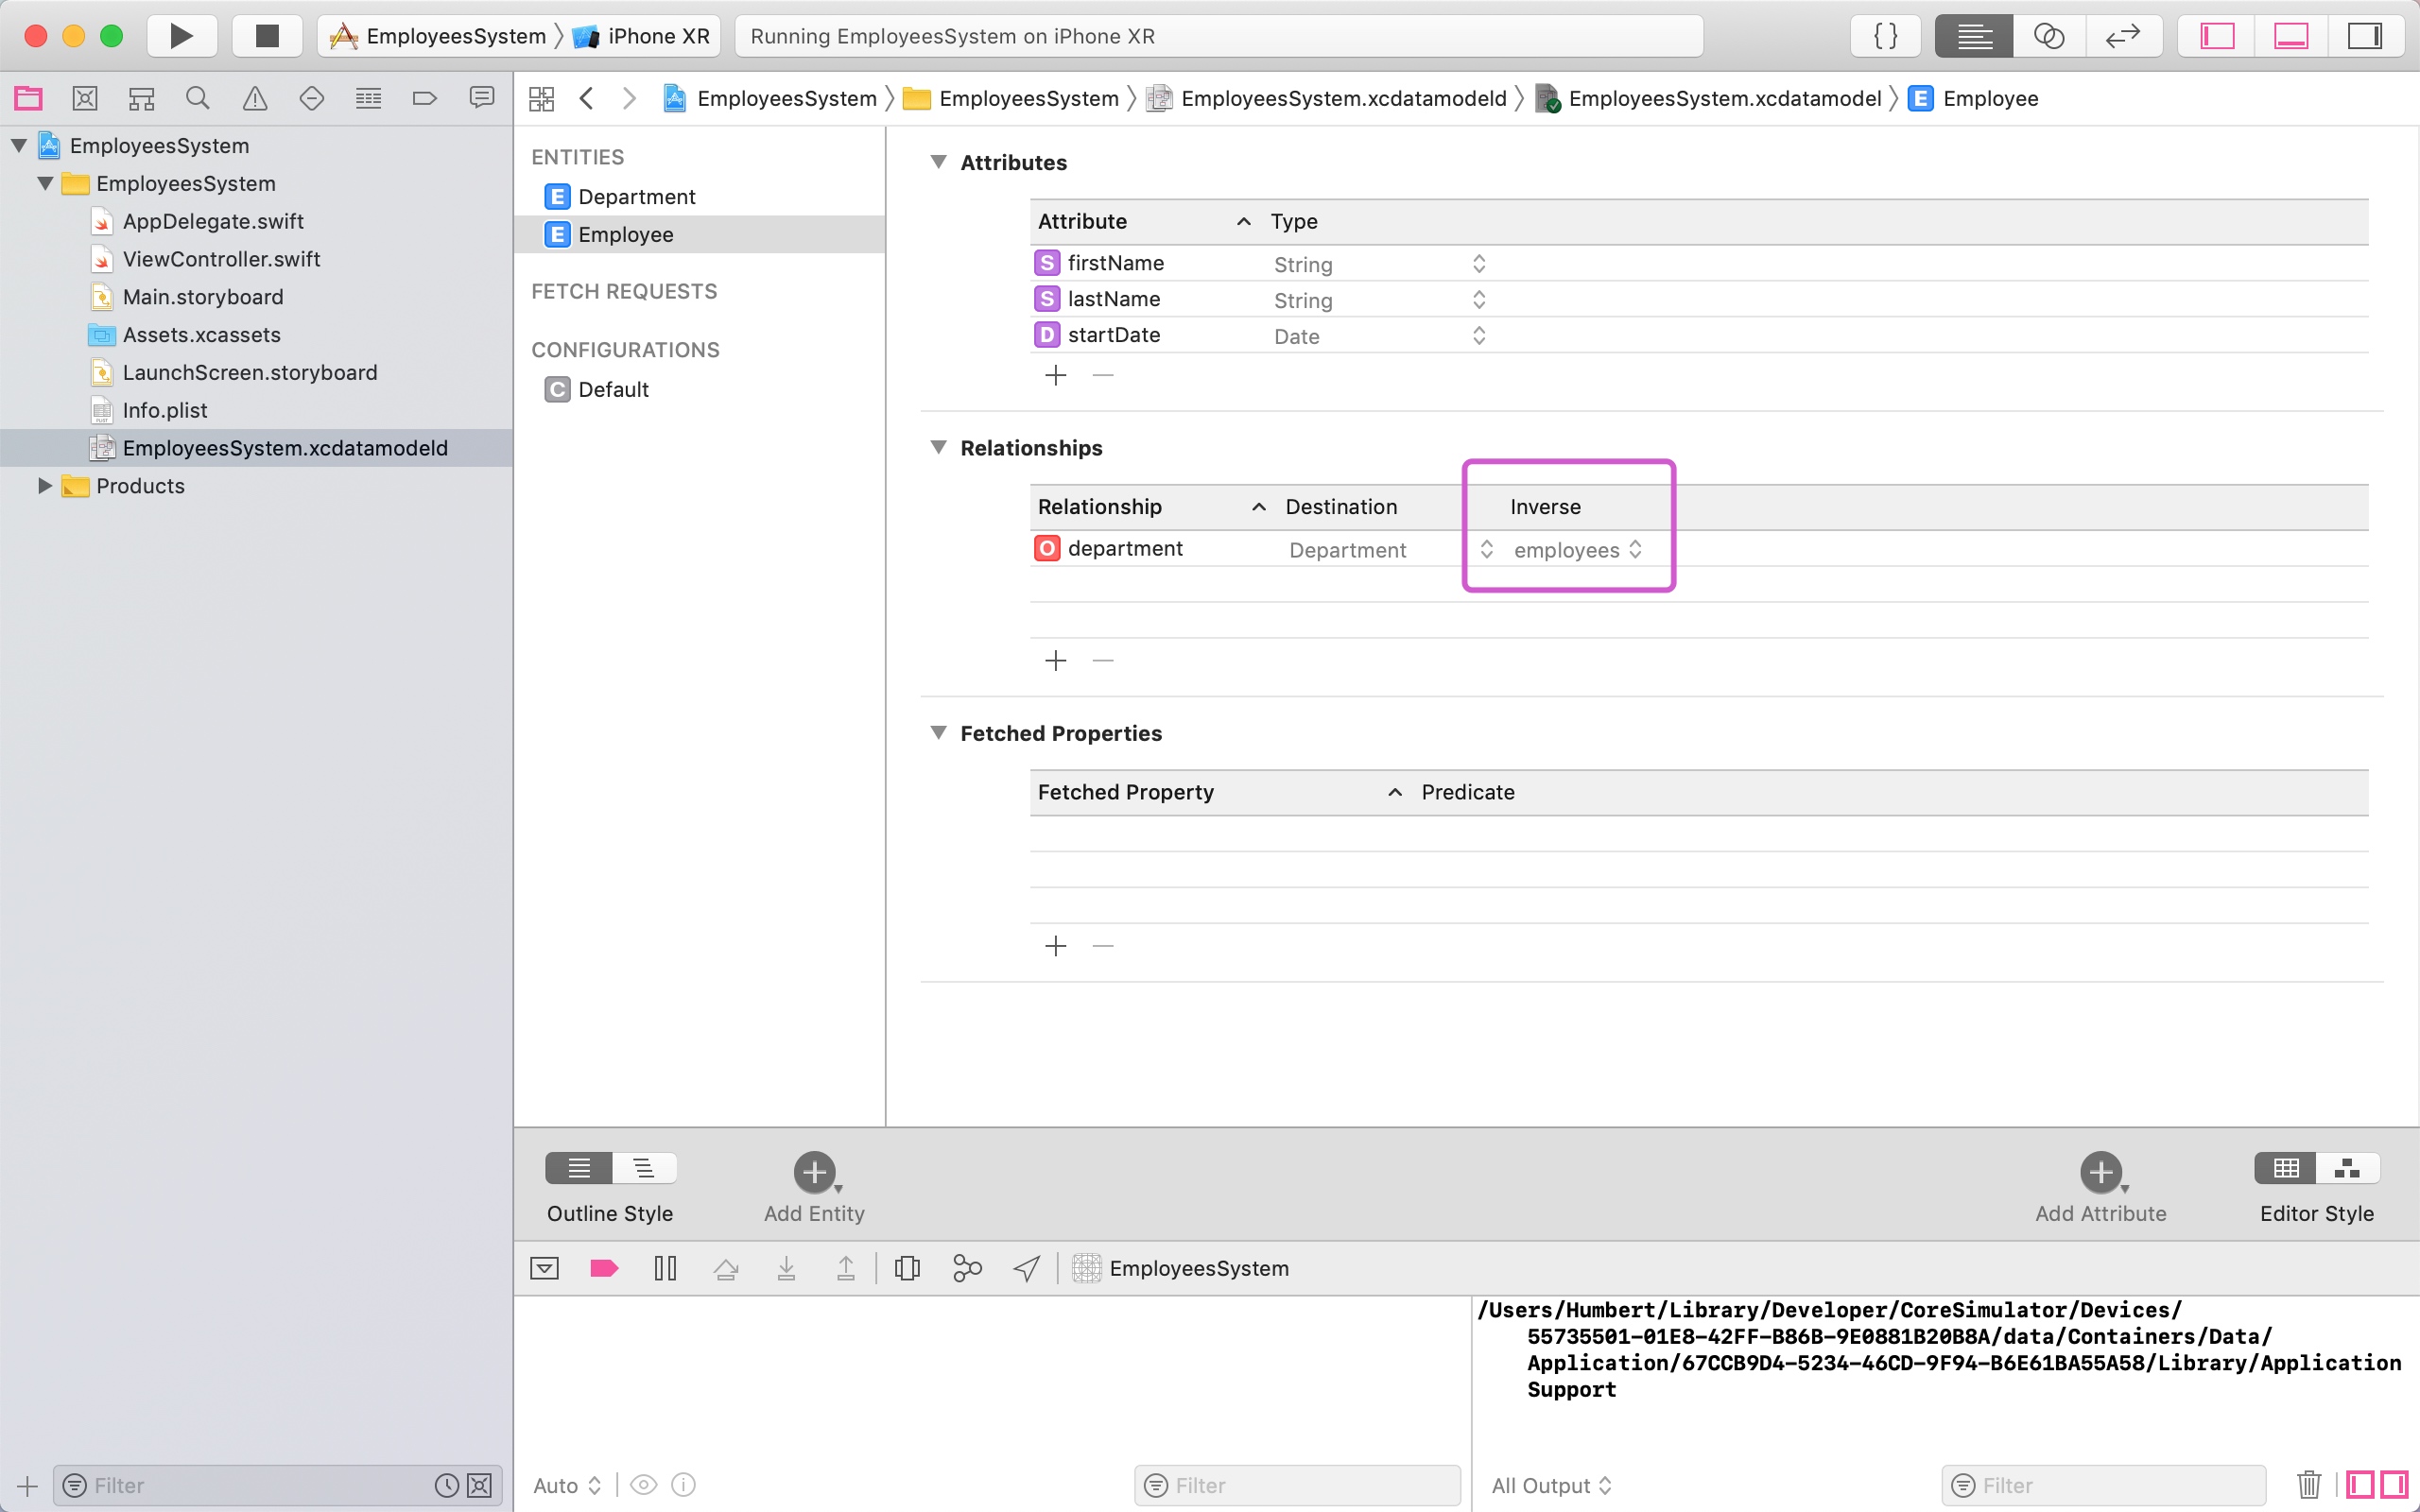 EmployeesSystem
iPhone XR
Running EmployeesSystem on iPhone XR
{ }
EmployeesSystem
EmployeesSystem
EmployeesSystem.xcdatamodeld
EmployeesSystem.xcdatamodel
E Employee
EmployeesSystem
EmployeesSystem
AppDelegate.swift
ViewController.swift
Main.storyboard
Assets.xcassets
LaunchScreen.storyboard
Info.plist
EmployeesSystem.xcdatamodeld
Products
Filter
ENTITIES
E Department
E Employee
FETCH REQUESTS
CONFIGURATIONS
C Default
Attributes
Attribute Type
S firstName String
S lastName String
D startDate Date
Relationships
Relationship Destination Inverse
O department Department employees
Fetched Properties
Fetched Property Predicate
Outline Style
Add Entity
Add Attribute
Editor Style
EmployeesSystem
/Users/Humbert/Library/Developer/CoreSimulator/Devices/
55735501-01E8-42FF-B86B-9E0881B20B8A/data/Containers/Data/
Application/67CCB9D4-5234-46CD-9F94-B6E61BA55A58/Library/Application
Support
Auto
Filter
All Output
Filter